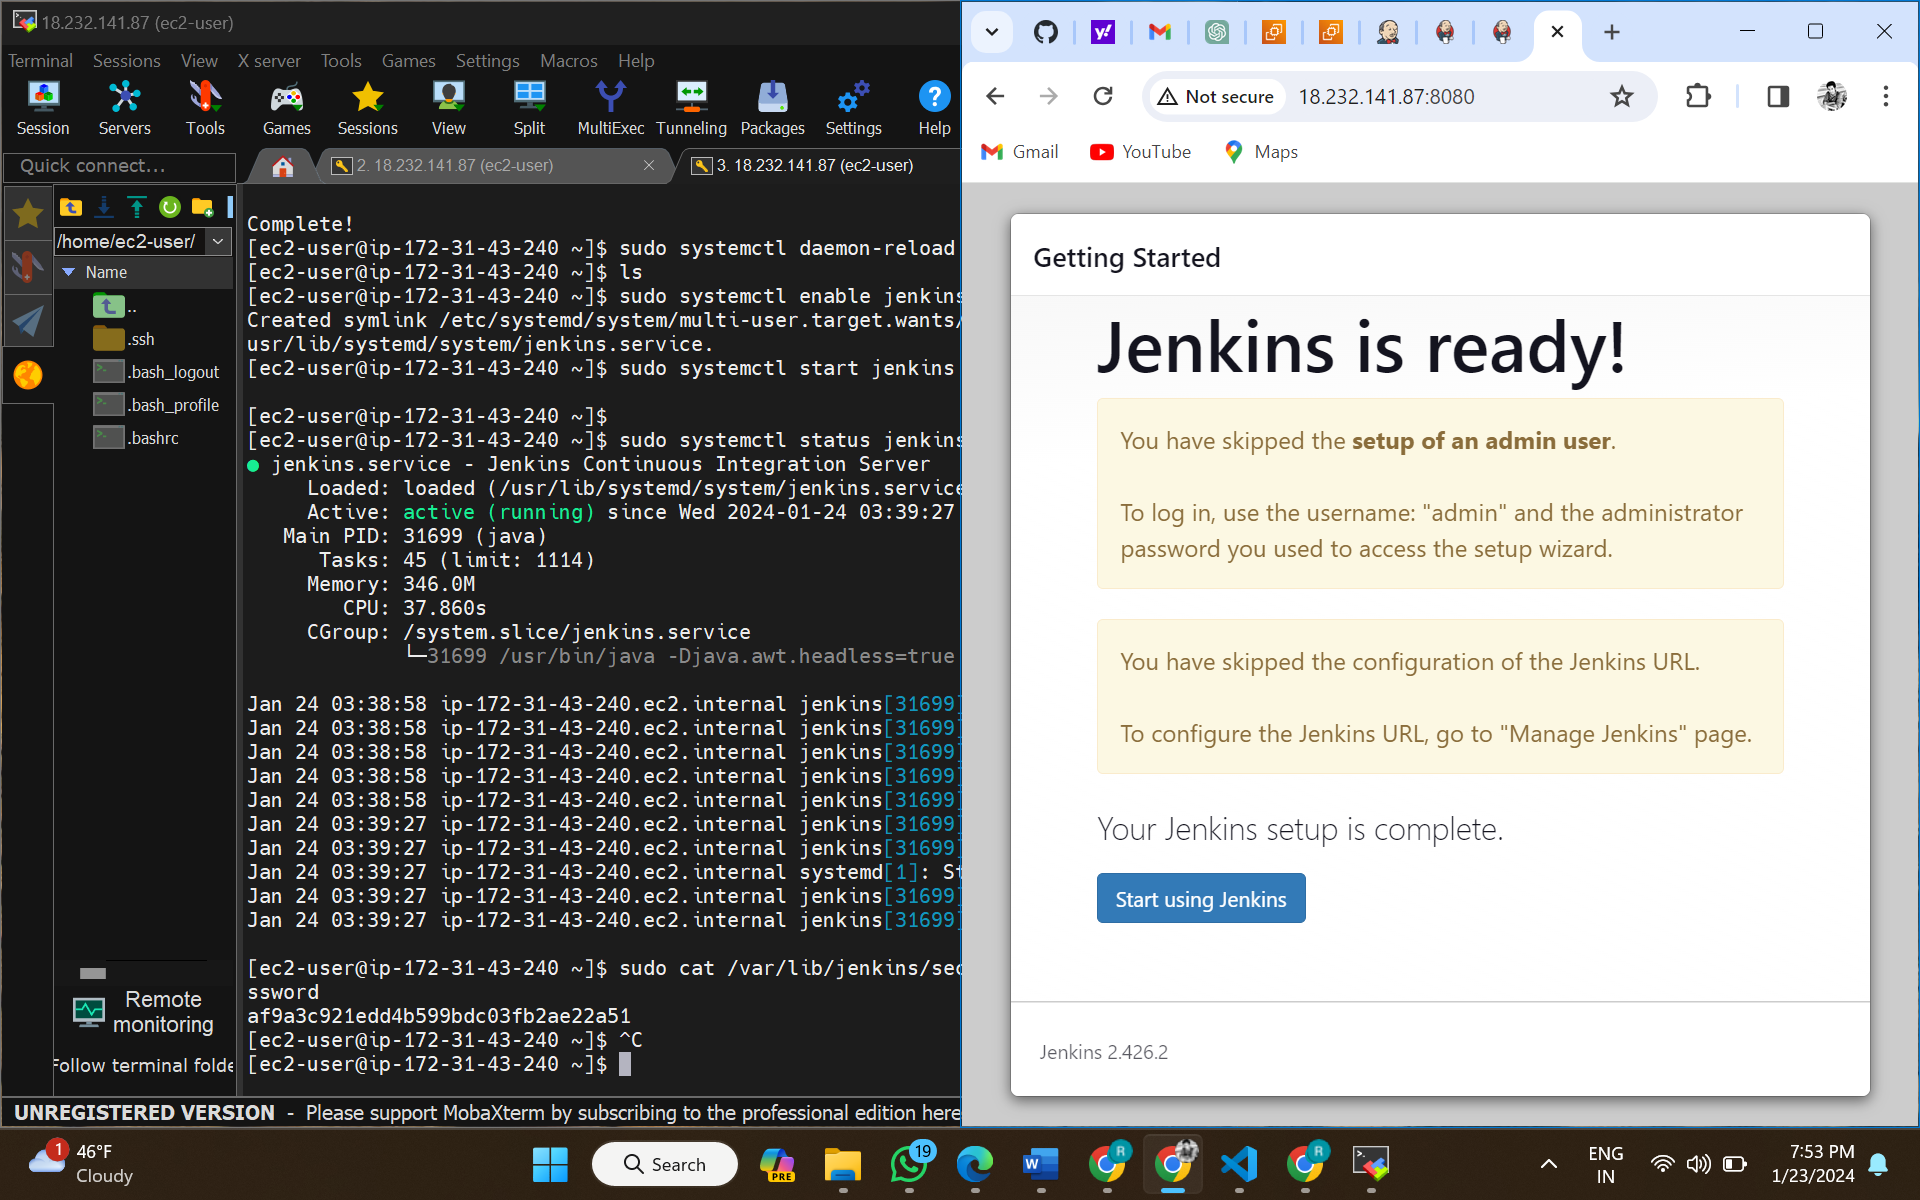 18.232.141.87 (ec2-user)
Terminal Sessions View X server Tools Games Settings Macros Help
Session Servers Tools Games Sessions View Split MultiExec Tunneling Packages Settings Help
Quick connect...
2. 18.232.141.87 (ec2-user)
3. 18.232.141.87 (ec2-user)
/home/ec2-user/
Name
..
.ssh
.bash_logout
.bash_profile
.bashrc
Remote
monitoring
Follow terminal folde
Complete!
[ec2-user@ip-172-31-43-240 ~]$ sudo systemctl daemon-reload
[ec2-user@ip-172-31-43-240 ~]$ ls
[ec2-user@ip-172-31-43-240 ~]$ sudo systemctl enable jenkins
Created symlink /etc/systemd/system/multi-user.target.wants/
usr/lib/systemd/system/jenkins.service.
[ec2-user@ip-172-31-43-240 ~]$ sudo systemctl start jenkins
[ec2-user@ip-172-31-43-240 ~]$
[ec2-user@ip-172-31-43-240 ~]$ sudo systemctl status jenkins
● jenkins.service - Jenkins Continuous Integration Server
Loaded: loaded (/usr/lib/systemd/system/jenkins.service
Active: active (running) since Wed 2024-01-24 03:39:27
Main PID: 31699 (java)
Tasks: 45 (limit: 1114)
Memory: 346.0M
CPU: 37.860s
CGroup: /system.slice/jenkins.service
└─31699 /usr/bin/java -Djava.awt.headless=true
Jan 24 03:38:58 ip-172-31-43-240.ec2.internal jenkins[31699]
Jan 24 03:38:58 ip-172-31-43-240.ec2.internal jenkins[31699]
Jan 24 03:38:58 ip-172-31-43-240.ec2.internal jenkins[31699]
Jan 24 03:38:58 ip-172-31-43-240.ec2.internal jenkins[31699]
Jan 24 03:38:58 ip-172-31-43-240.ec2.internal jenkins[31699]
Jan 24 03:39:27 ip-172-31-43-240.ec2.internal jenkins[31699]
Jan 24 03:39:27 ip-172-31-43-240.ec2.internal jenkins[31699]
Jan 24 03:39:27 ip-172-31-43-240.ec2.internal systemd[1]: St
Jan 24 03:39:27 ip-172-31-43-240.ec2.internal jenkins[31699]
Jan 24 03:39:27 ip-172-31-43-240.ec2.internal jenkins[31699]
[ec2-user@ip-172-31-43-240 ~]$ sudo cat /var/lib/jenkins/sec
ssword
af9a3c921edd4b599bdc03fb2ae22a51
[ec2-user@ip-172-31-43-240 ~]$ ^C
[ec2-user@ip-172-31-43-240 ~]$
UNREGISTERED VERSION - Please support MobaXterm by subscribing to the professional edition here
Not secure 18.232.141.87:8080
Gmail YouTube Maps
Getting Started
Jenkins is ready!
You have skipped the setup of an admin user.
To log in, use the username: "admin" and the administrator
password you used to access the setup wizard.
You have skipped the configuration of the Jenkins URL.
To configure the Jenkins URL, go to "Manage Jenkins" page.
Your Jenkins setup is complete.
Start using Jenkins
Jenkins 2.426.2
1
46°F
Cloudy
Search
PRE
19
R
R
ENG
IN
7:53 PM
1/23/2024